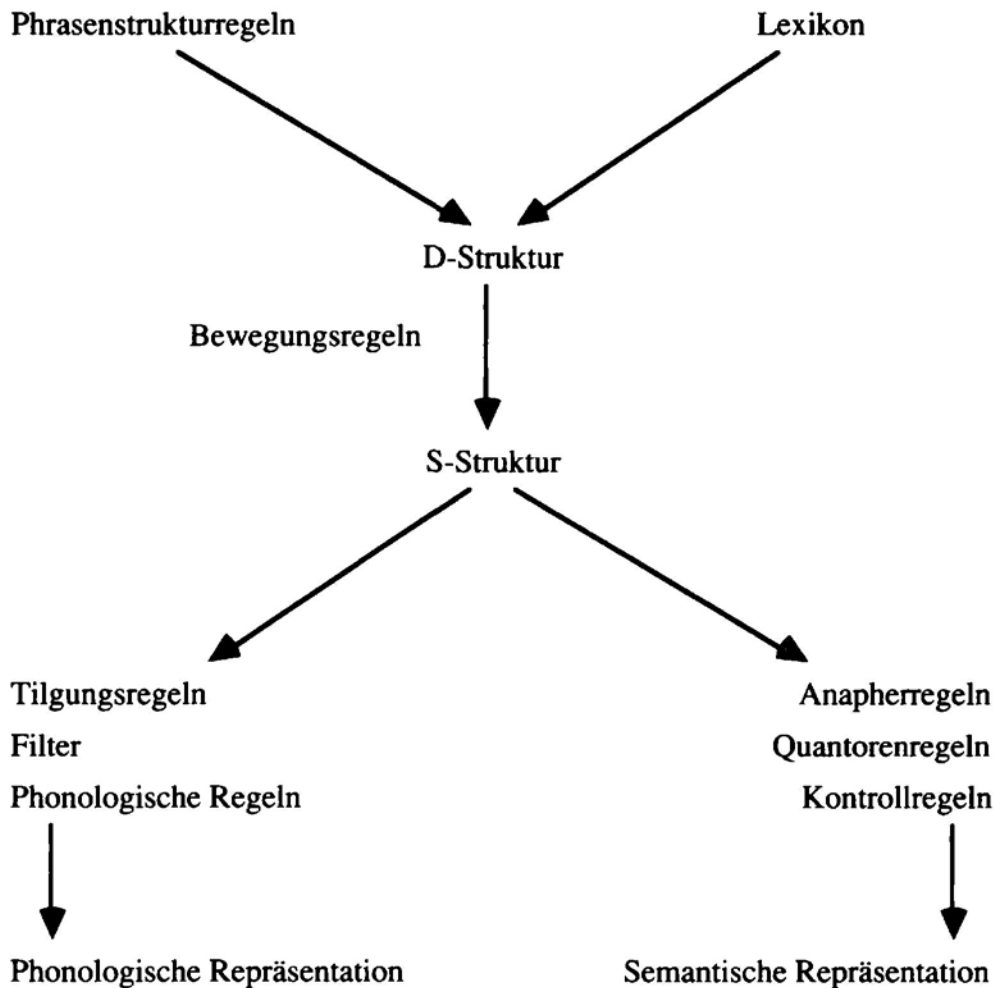 Phrasenstrukturregeln
Lexikon
D-Struktur
Bewegungsregeln
S-Struktur
Tilgungsregeln
Anapherregeln
Filter
Quantorenregeln
Phonologische Regeln
Kontrollregeln
Phonologische Repräsentation
Semantische Repräsentation